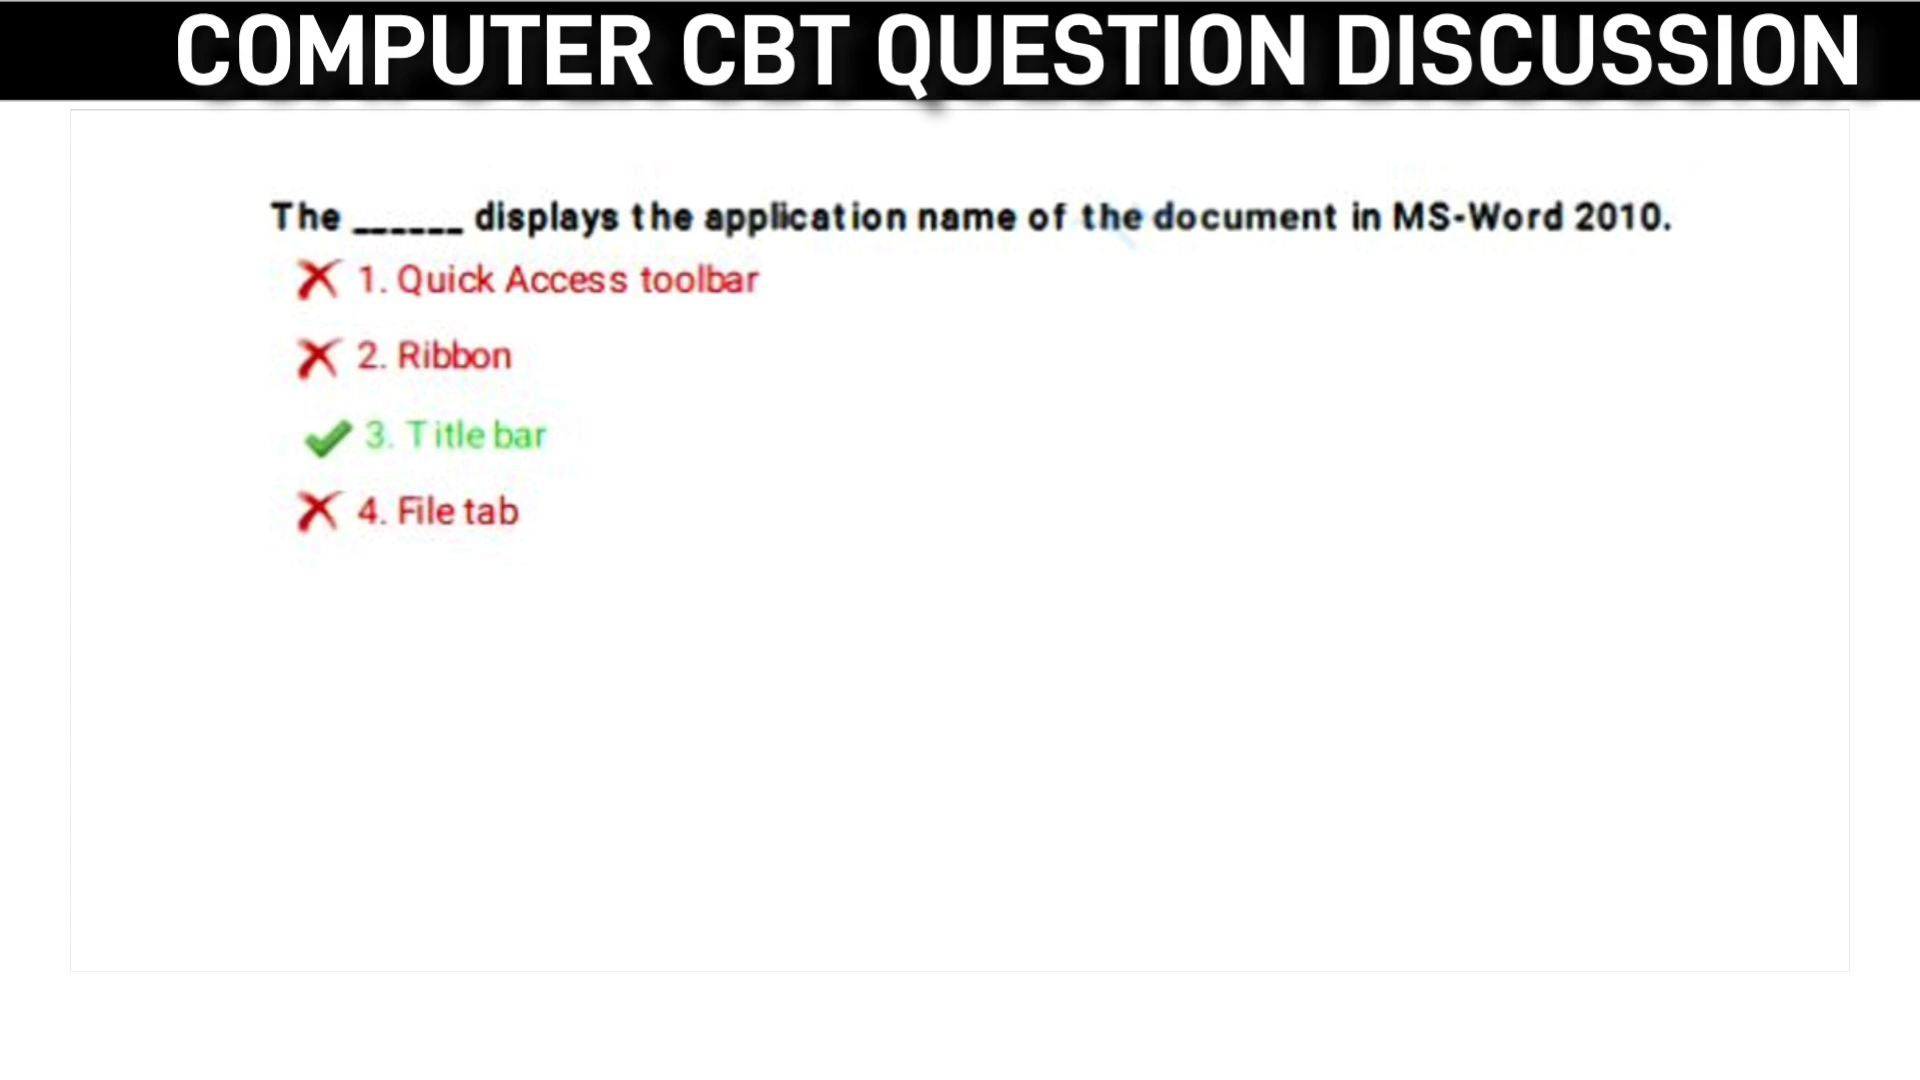 COMPUTER CBT QUESTION DISCUSSION
The ______ displays the application name of the document in MS-Word 2010.
1. Quick Access toolbar
2. Ribbon
3. Title bar
4. File tab